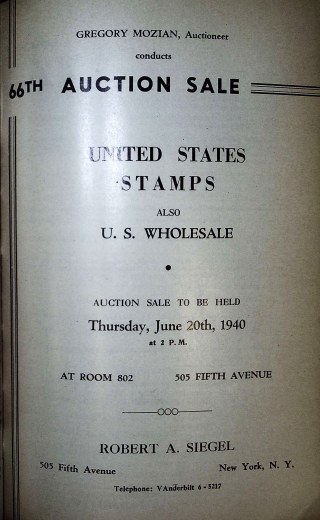 GREGORY MOZIAN, Auctioneer
conducts
66TH AUCTION SALE
UNITED STATES
STAMPS
ALSO
U. S. WHOLESALE
AUCTION SALE TO BE HELD
Thursday, June 20th, 1940
at 2 P. M.
AT ROOM 802 505 FIFTH AVENUE
ROBERT A. SIEGEL
505 Fifth Avenue New York, N. Y.
Telephone: VAnderbilt 6-5217